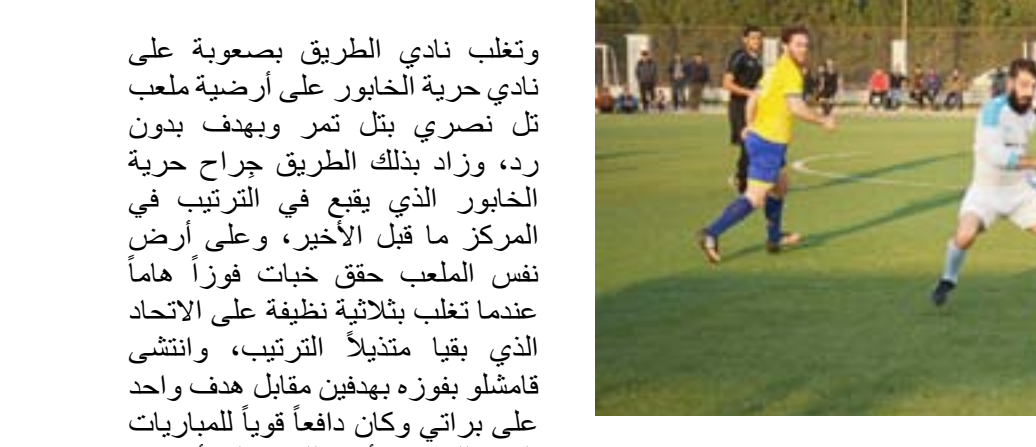 وتغلب نادي الطريق بصعوبة على
نادي حرية الخابور على أرضية ملعب
تل نصري بتل تمر وبهدف بدون
رد، وزاد بذلك الطريق جِراح حرية
الخابور الذي يقبع في الترتيب في
المركز ما قبل الأخير، وعلى أرض
نفس الملعب حقق خبات فوزاً هاماً
عندما تغلب بثلاثية نظيفة على الاتحاد
الذي بقيا متذيلاً الترتيب، وانتشى
قامشلو بفوزه بهدفين مقابل هدف واحد
على براتي وكان دافعاً قوياً للمباريات